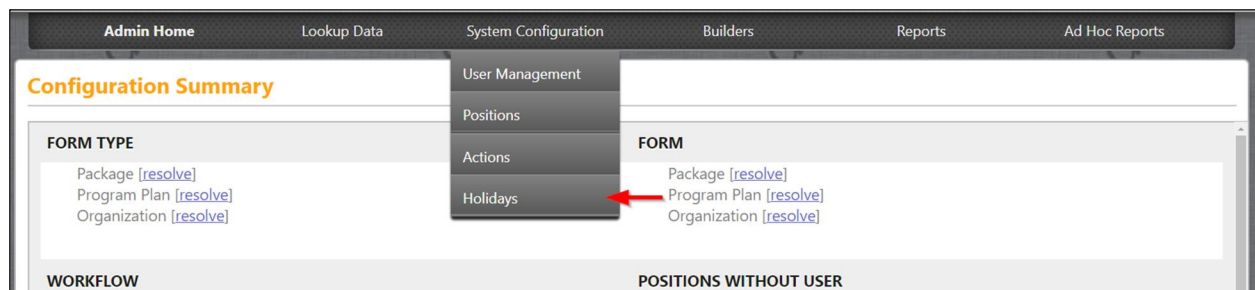 Admin Home Lookup Data System Configuration Builders Reports Ad Hoc Reports
User Management
Positions
Actions
Holidays
Configuration Summary
FORM TYPE
Package [resolve]
Program Plan [resolve]
Organization [resolve]
FORM
Package [resolve]
Program Plan [resolve]
Organization [resolve]
WORKFLOW
POSITIONS WITHOUT USER